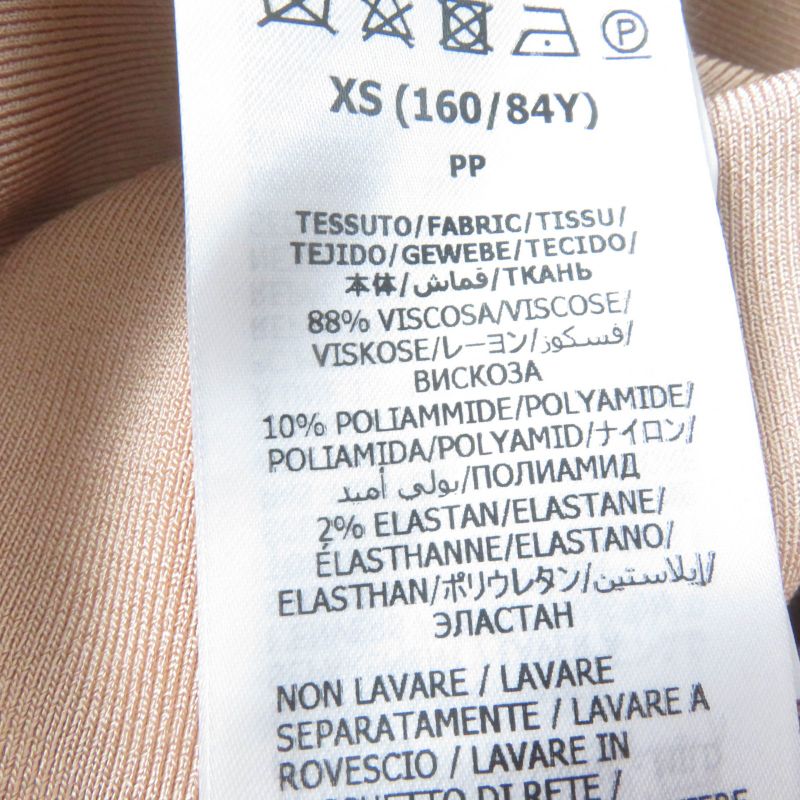 P
XS (160/84Y)
PP
TESSUTO/FABRIC/TISSU/
TEJIDO/GEWEBE/TECIDO/
本体/قماش/ТКАНЬ
88% VISCOSA/VISCOSE/
VISKOSE/レーヨン/فسكوز/
ВИСКОЗА
10% POLIAMMIDE/POLYAMIDE/
POLIAMIDA/POLYAMID/ナイロン/
بولي أميد/ПОЛИАМИД
2% ELASTAN/ELASTANE/
ÉLASTHANNE/ELASTANO/
ELASTHAN/ポリウレタン/إيلاستين/
ЭЛАСТАН
NON LAVARE / LAVARE
SEPARATAMENTE / LAVARE A
ROVESCIO / LAVARE IN
DI RETE /